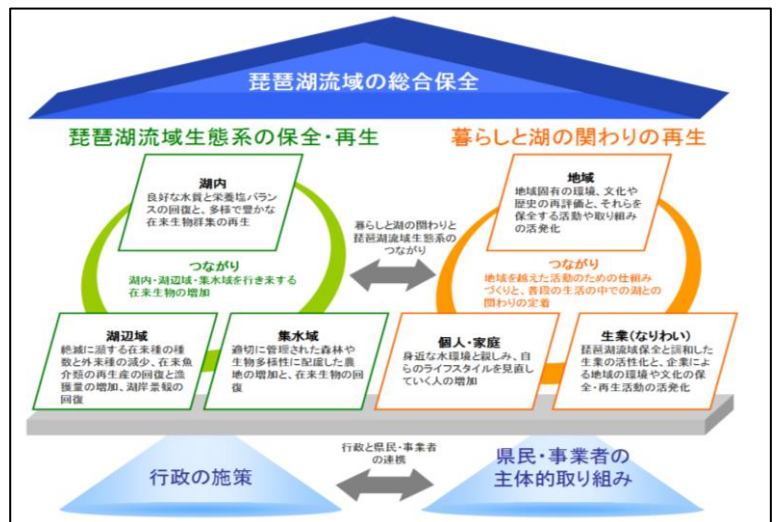 琵琶湖流域の総合保全
琵琶湖流域生態系の保全・再生
暮らしと湖の関わりの再生
湖内
良好な水質と栄養塩バラン
スの回復と、多様で豊かな
在来生物群集の再生
つながり
湖内・湖辺域・集水域を行き来する
在来生物の増加
湖辺域
絶滅に瀕する在来種の種
数と外来種の減少、在来魚
介類の再生産の回復と漁
獲量の増加、湖岸景観の
回復
集水域
適切に管理された森林や
生物多様性に配慮した農
地の増加と、在来生物の回
復
暮らしと湖の関わりと
琵琶湖流域生態系の
つながり
地域
地域固有の環境、文化や
歴史の再評価と、それらを
保全する活動や取り組み
の活発化
つながり
地域を越えた活動のための仕組み
づくりと、普段の生活の中での湖との
関わりの定着
個人・家庭
身近な水環境と親しみ、自
らのライフスタイルを見直し
ていく人の増加
生業(なりわい)
琵琶湖流域保全と調和した
生業の活性化と、企業によ
る地域の環境や文化の保
全・再生活動の活発化
行政の施策
行政と県民・事業者
の連携
県民・事業者の
主体的取り組み